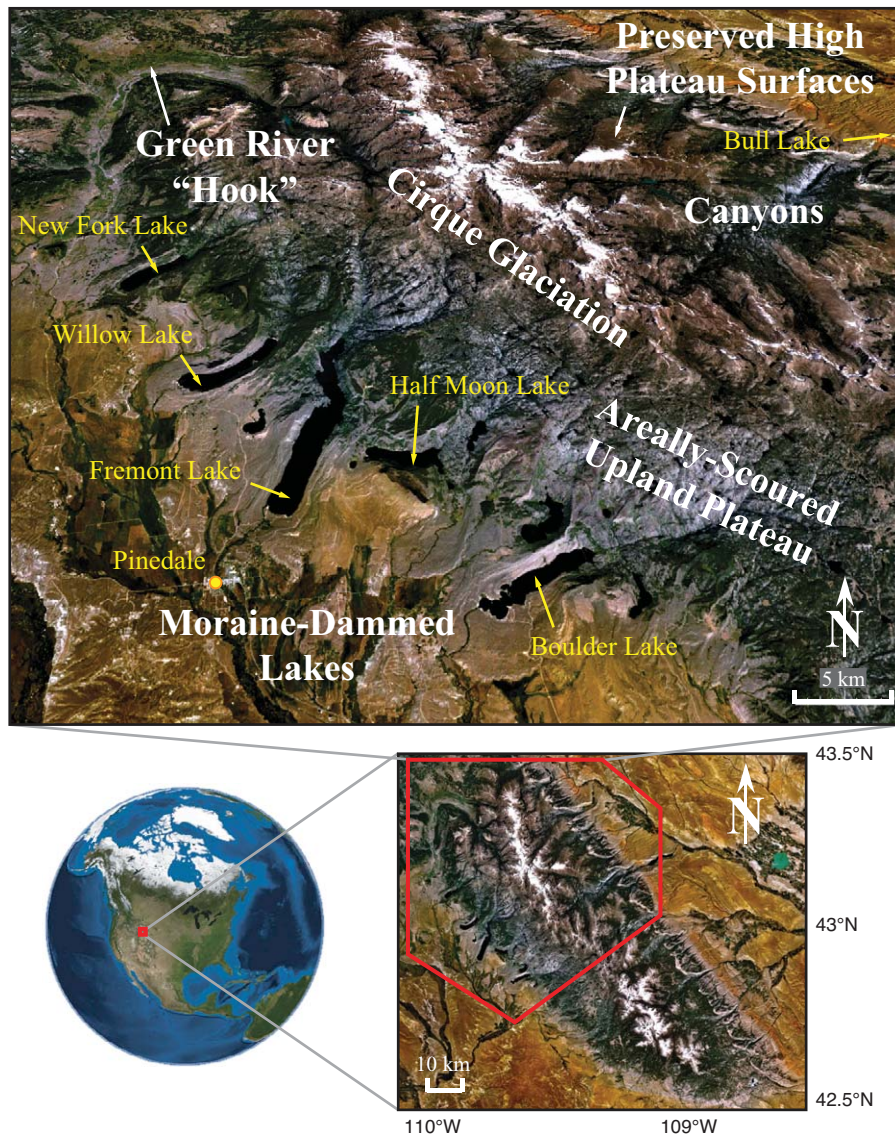 Preserved High
Plateau Surfaces
Bull Lake
Green River
“Hook”
Canyons
New Fork Lake
Cirque Glaciation
Willow Lake
Half Moon Lake
Areally-Scoured
Upland Plateau
Fremont Lake
Pinedale
Moraine-Dammed
Lakes
Boulder Lake
N
5 km
43.5°N
N
43°N
10 km
42.5°N
110°W
109°W